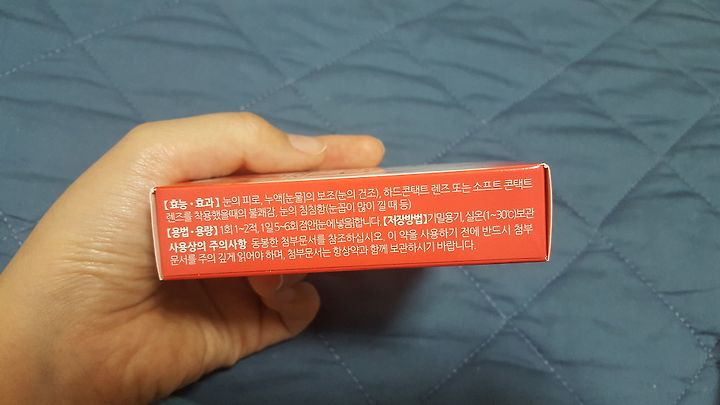 [효능·효과] 눈의 피로, 누액(눈물)의 보조(눈의 건조), 하드콘택트 렌즈 또는 소프트 콘택트
렌즈를 착용했을때의 불쾌감, 눈의 침침함(눈꼽이 많이 낄 때 등)
[용법·용량] 1회 1~2적, 1일 5~6회 점안(눈에 넣음)합니다. [저장방법] 기밀용기, 실온(1~30℃)보관
사용상의 주의사항 동봉한 첨부문서를 참조하십시오. 이 약을 사용하기 전에 반드시 첨부
문서를 주의 깊게 읽어야 하며, 첨부문서는 항상약과 함께 보관하시기 바랍니다.